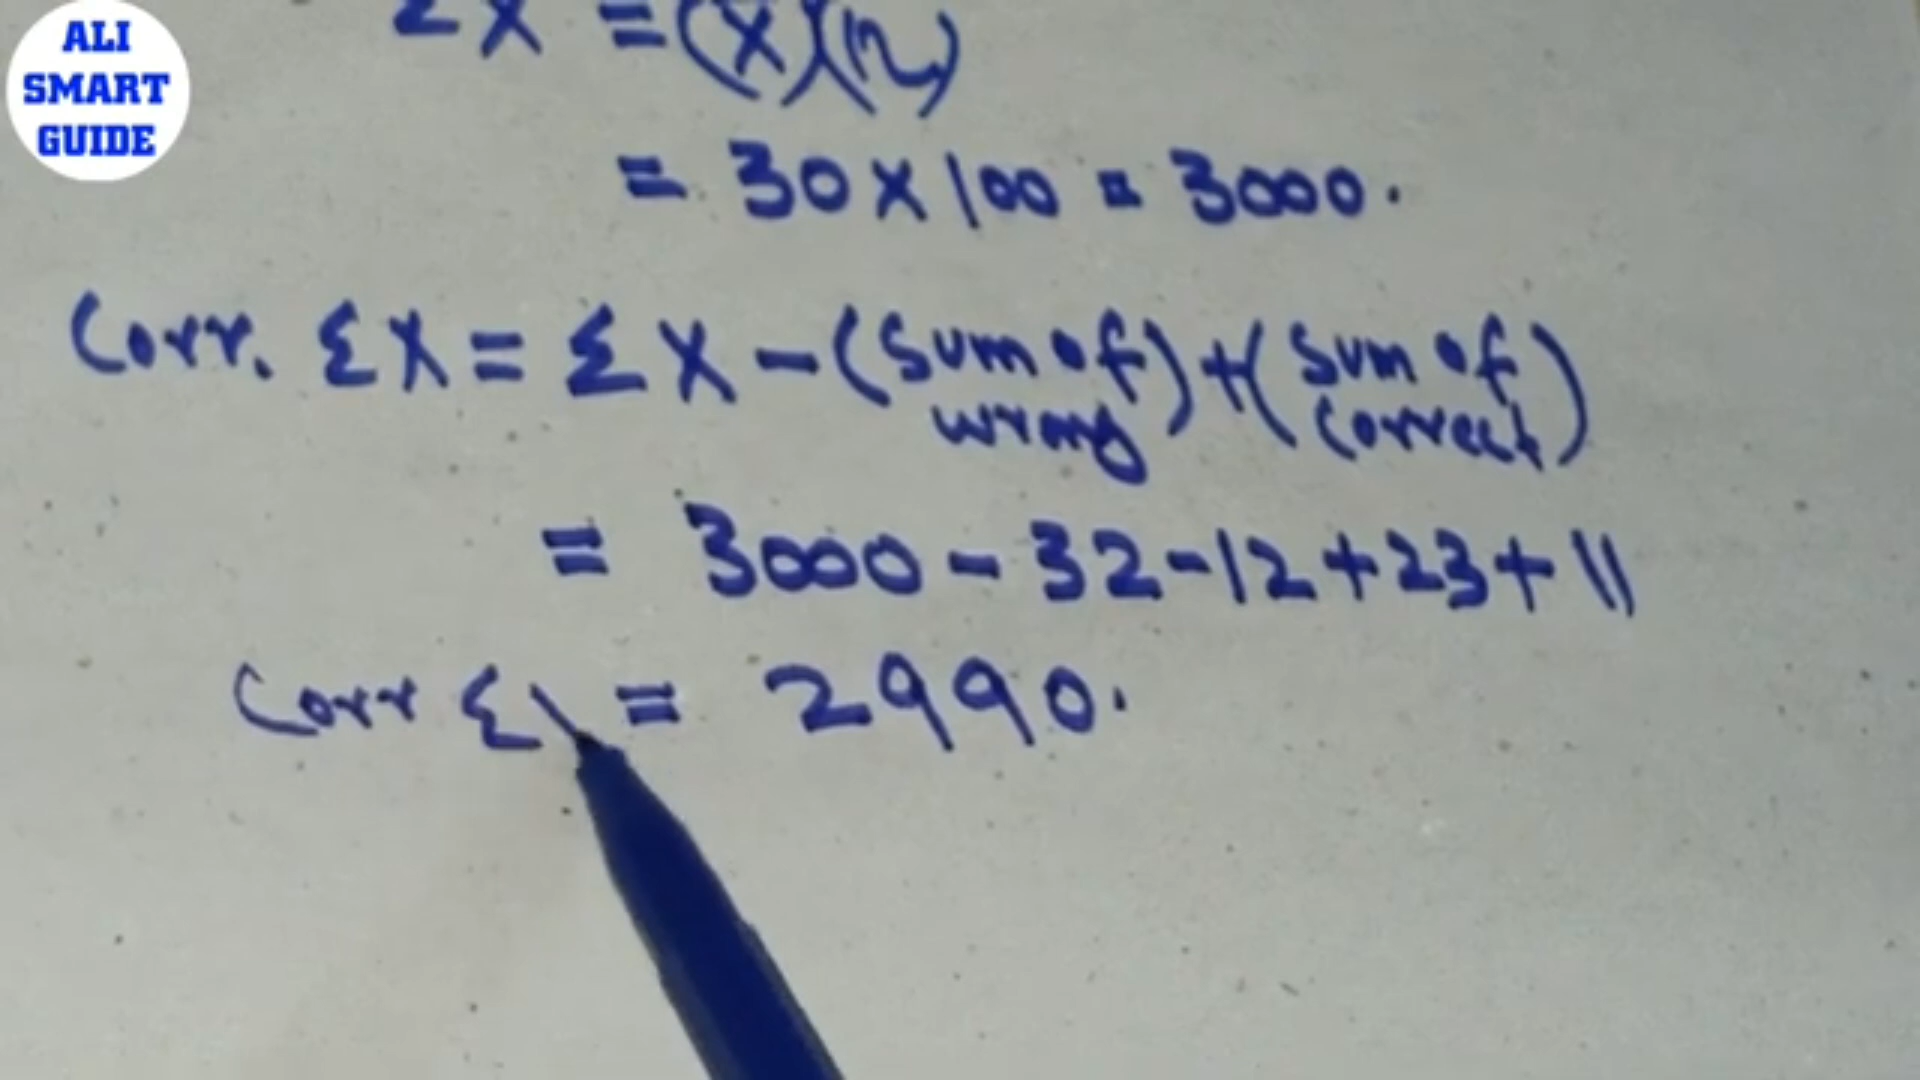 ALI
SMART
GUIDE
ΣX = (X̄)(n)
= 30 × 100 = 3000.
Corr. ΣX = ΣX - (Sum of wrong) + (Sum of correct)
= 3000 - 32 - 12 + 23 + 11
Corr Σ\ = 2990.